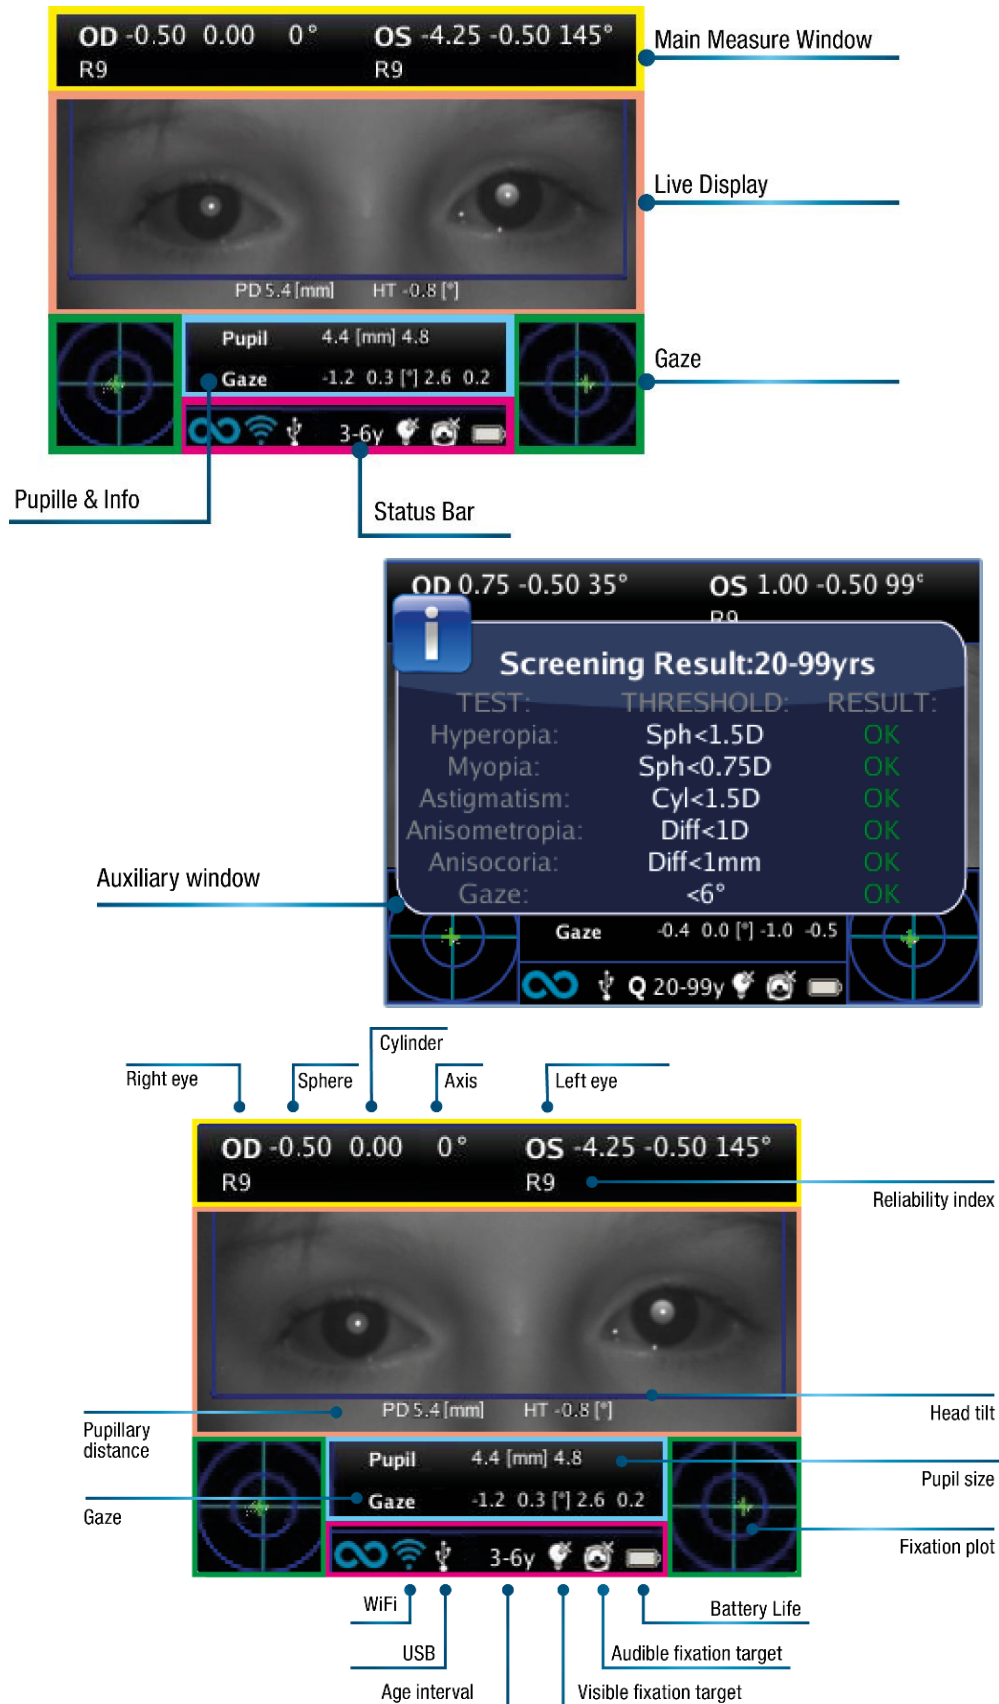 OD -0.50 0.00 0° OS -4.25 -0.50 145°
R9 R9
Main Measure Window
Live Display
PD 5.4 [mm] HT -0.8 [°]
Pupil 4.4 [mm] 4.8
Gaze -1.2 0.3 [°] 2.6 0.2
Gaze
3-6y
Pupille & Info
Status Bar
OD 0.75 -0.50 35° OS 1.00 -0.50 99°
R9
i
Screening Result:20-99yrs
TEST: THRESHOLD: RESULT:
Hyperopia: Sph<1.5D OK
Myopia: Sph<0.75D OK
Astigmatism: Cyl<1.5D OK
Anisometropia: Diff<1D OK
Anisocoria: Diff<1mm OK
Gaze: <6° OK
Auxiliary window
Gaze -0.4 0.0 [°] -1.0 -0.5
Q 20-99y
Cylinder
Right eye Sphere Axis Left eye
OD -0.50 0.00 0° OS -4.25 -0.50 145°
R9 R9
Reliability index
PD 5.4 [mm] HT -0.8 [°]
Head tilt
Pupillary
distance
Pupil 4.4 [mm] 4.8
Pupil size
Gaze -1.2 0.3 [°] 2.6 0.2
Gaze
Fixation plot
3-6y
WiFi
Battery Life
USB
Audible fixation target
Age interval
Visible fixation target